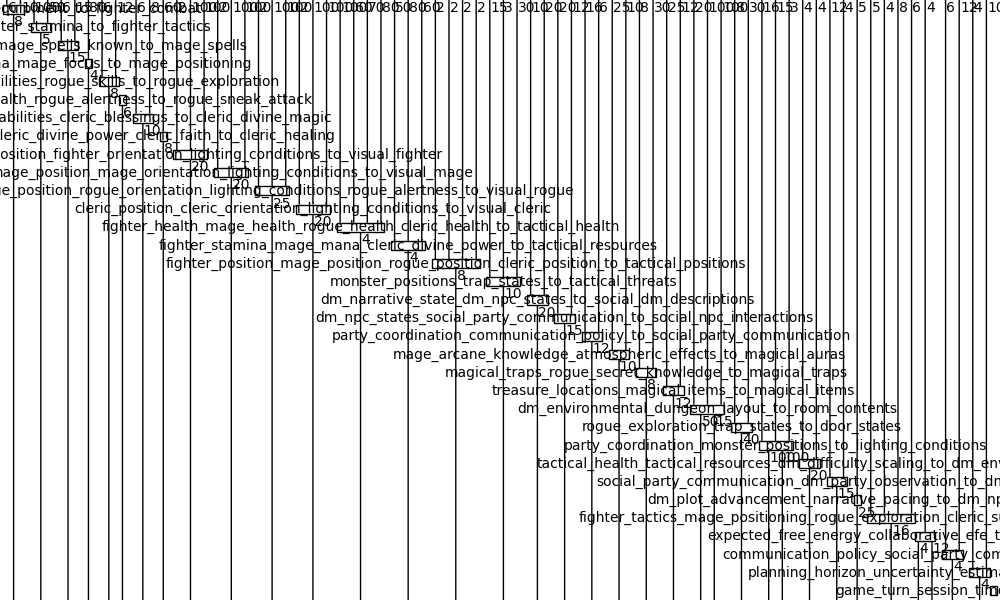 ter_stamina_to_fighter_tactics
5
mage_spells_known_to_mage_spells
15
a_mage_focus_to_mage_positioning
4
ilities_rogue_skills_to_rogue_exploration
8
alth_rogue_alertness_to_rogue_sneak_attack
6
abilities_cleric_blessings_to_cleric_divine_magic
10
leric_divine_power_cleric_faith_to_cleric_healing
8
osition_fighter_orientation_lighting_conditions_to_visual_fighter
20
mage_position_mage_orientation_lighting_conditions_to_visual_mage
20
ue_position_rogue_orientation_lighting_conditions_rogue_alertness_to_visual_rogue
25
cleric_position_cleric_orientation_lighting_conditions_to_visual_cleric
20
fighter_health_mage_health_rogue_health_cleric_health_to_tactical_health
4
fighter_stamina_mage_mana_cleric_divine_power_to_tactical_resources
4
fighter_position_mage_position_rogue_position_cleric_position_to_tactical_positions
8
monster_positions_trap_states_to_tactical_threats
10
dm_narrative_state_dm_npc_states_to_social_dm_descriptions
20
dm_npc_states_social_party_communication_to_social_npc_interactions
15
party_coordination_communication_policy_to_social_party_communication
12
mage_arcane_knowledge_atmospheric_effects_to_magical_auras
10
magical_traps_rogue_secret_knowledge_to_magical_traps
8
treasure_locations_magical_items_to_magical_items
12
dm_environmental_dungeon_layout_to_room_contents
50 15
rogue_exploration_trap_states_to_door_states
40
party_coordination_monster_positions_to_lighting_conditions
tactical_health_tactical_resources_dm_difficulty_scaling_to_dm_env
20
social_party_communication_dm_party_observation_to_dm
15
dm_plot_advancement_narrative_pacing_to_dm_np
25
fighter_tactics_mage_positioning_rogue_exploration_cleric_su
16
expected_free_energy_collaborative_efe_t
4 12
communication_policy_social_party_com
4
planning_horizon_uncertainty_estima
4
game_turn_session_tim